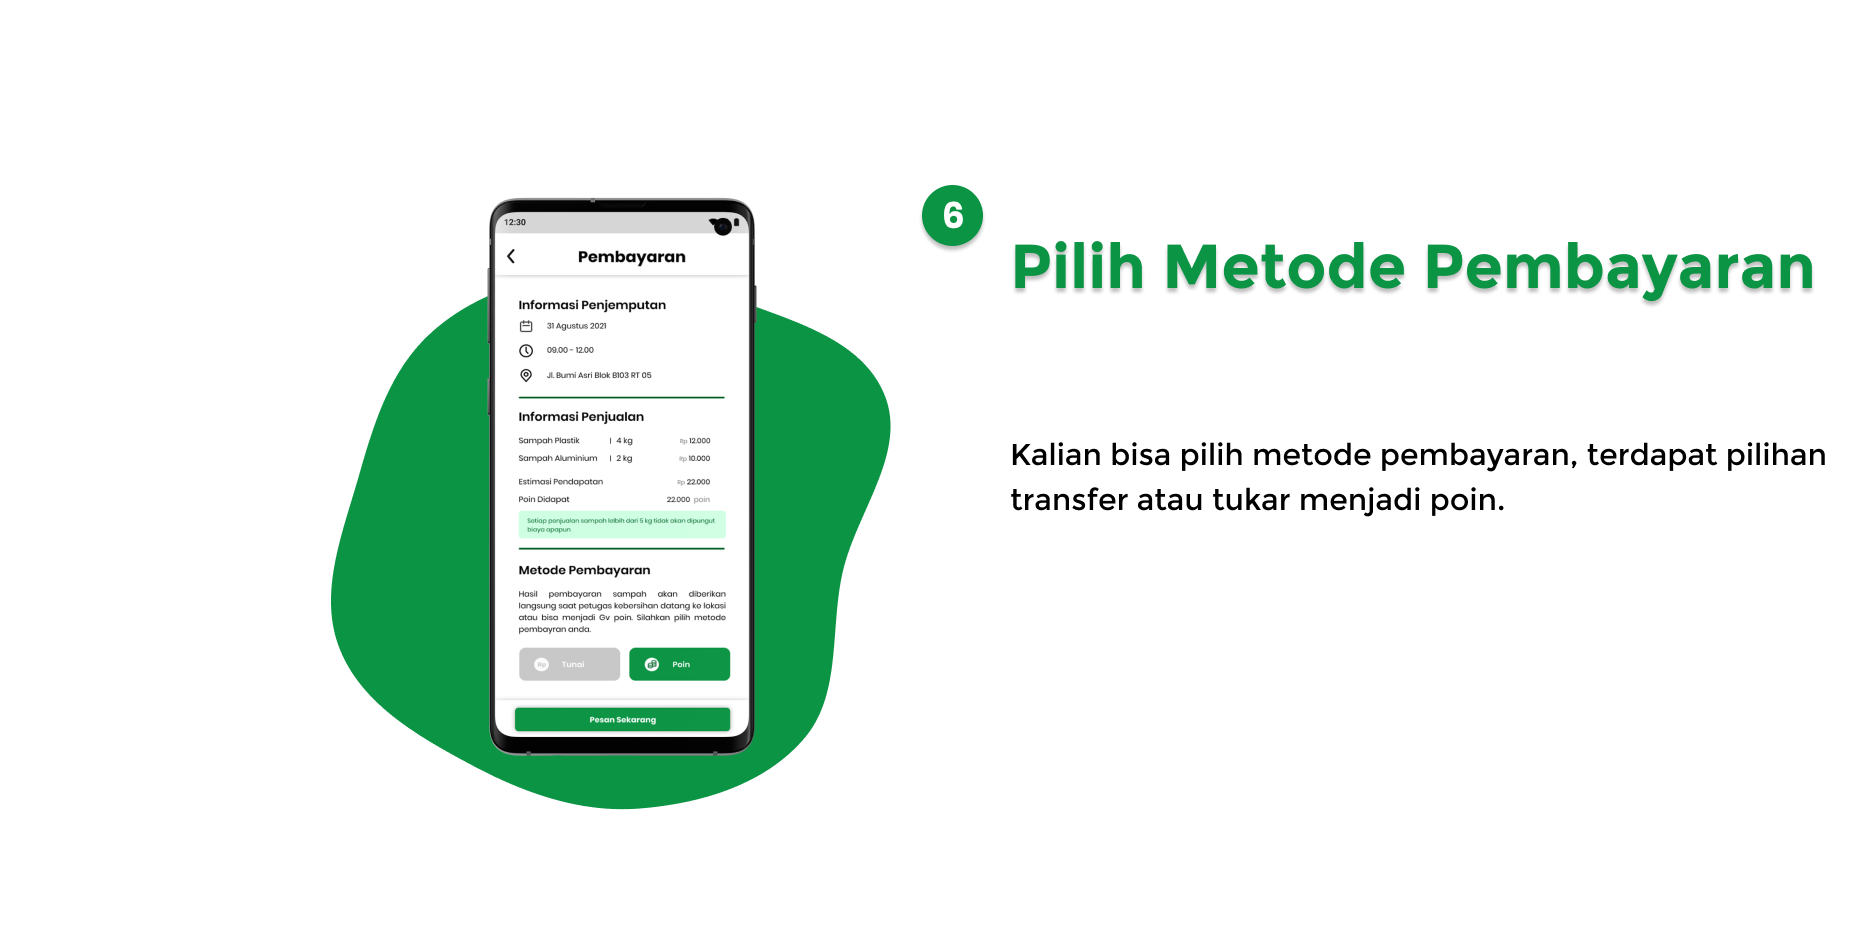 12:30
Pembayaran
Informasi Penjemputan
31 Agustus 2021
09.00 - 12.00
Jl. Bumi Asri Blok B103 RT 05
Informasi Penjualan
Sampah Plastik | 4 kg Rp 12.000
Sampah Aluminium | 2 kg Rp 10.000
Estimasi Pendapatan Rp 22.000
Poin Didapat 22.000 poin
Setiap penjualan sampah lelbih dari 5 kg tidak akan dipungut
biaya apapun
Metode Pembayaran
Hasil pembayaran sampah akan diberikan
langsung saat petugas kebersihan datang ke lokasi
atau bisa menjadi Gv poin. Silahkan pilih metode
pembayran anda.
Rp Tunai
Poin
Pesan Sekarang
6
Pilih Metode Pembayaran
Kalian bisa pilih metode pembayaran, terdapat pilihan
transfer atau tukar menjadi poin.